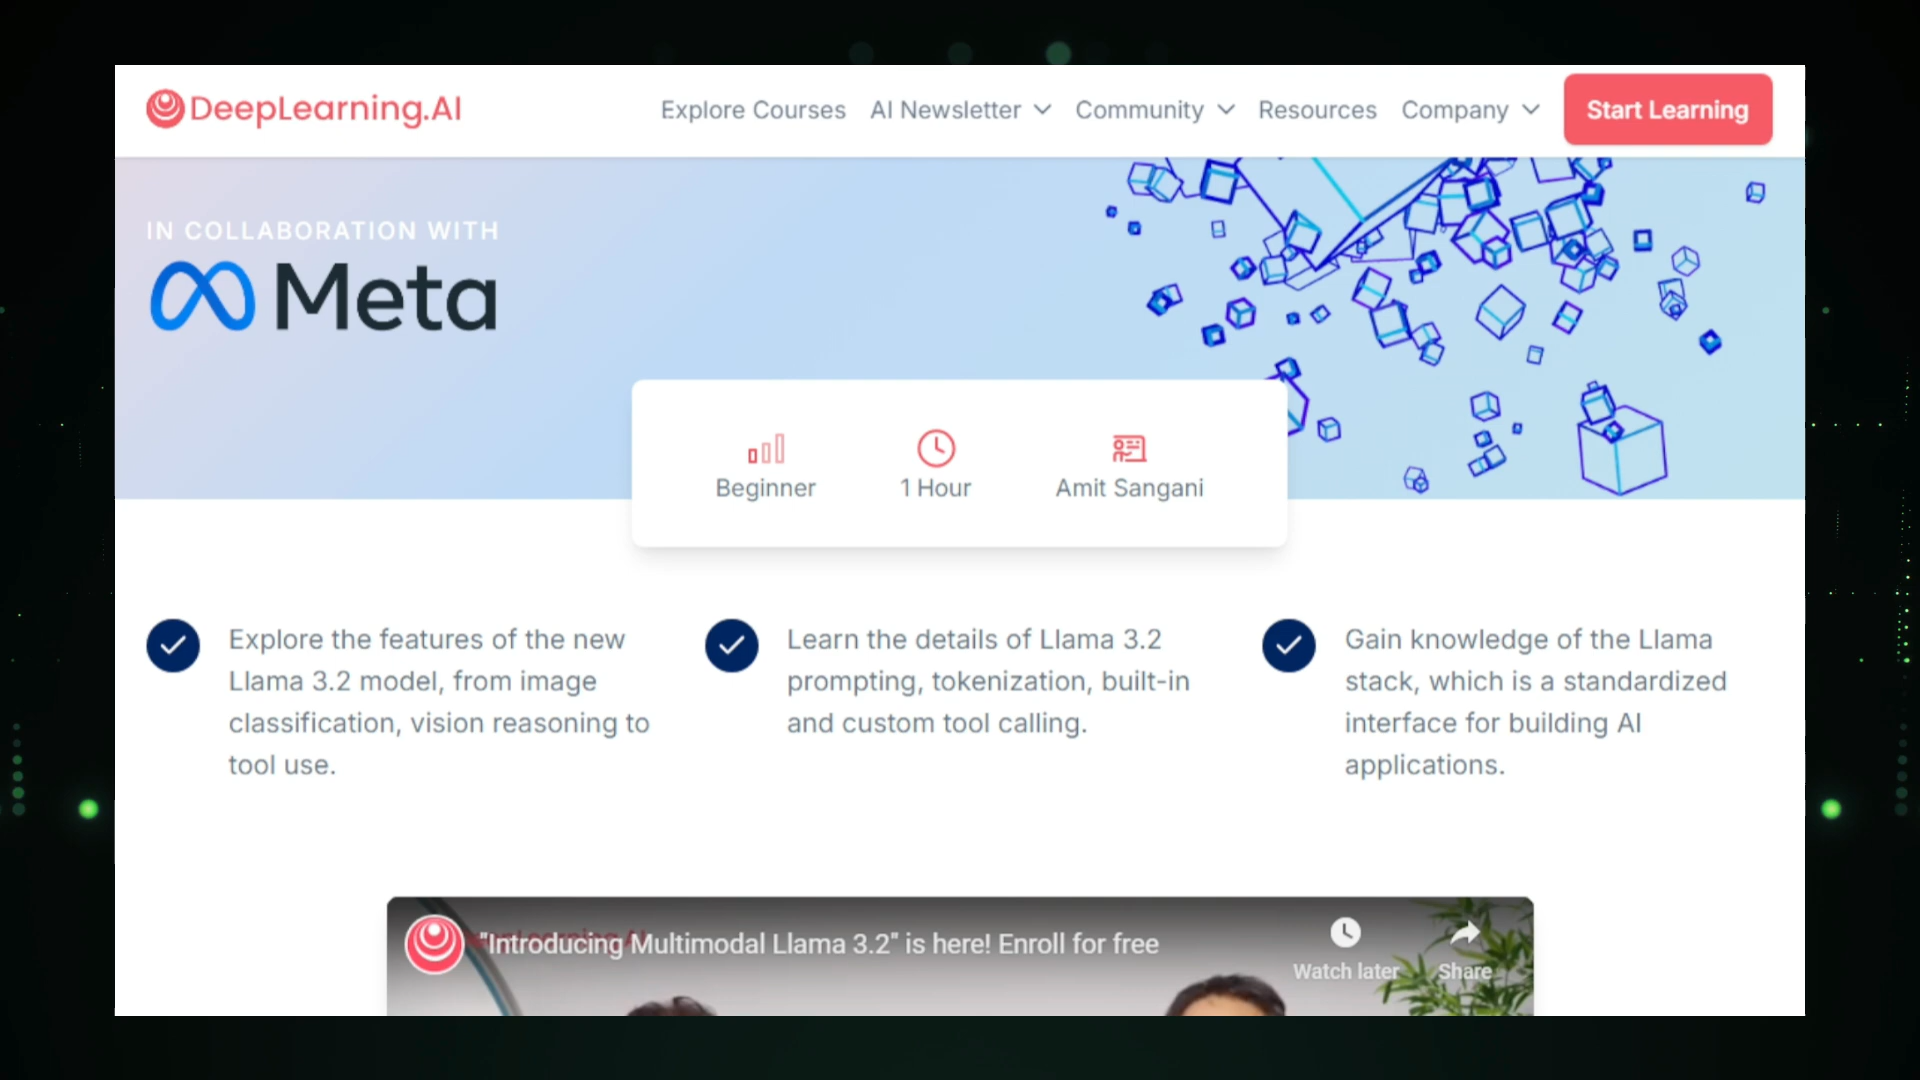 DeepLearning.AI
Explore Courses
AI Newsletter
Community
Resources
Company
Start Learning
IN COLLABORATION WITH
Meta
Beginner
1 Hour
Amit Sangani
Explore the features of the new
Llama 3.2 model, from image
classification, vision reasoning to
tool use.
Learn the details of Llama 3.2
prompting, tokenization, built-in
and custom tool calling.
Gain knowledge of the Llama
stack, which is a standardized
interface for building AI
applications.
"Introducing Multimodal Llama 3.2" is here! Enroll for free
Watch later
Share